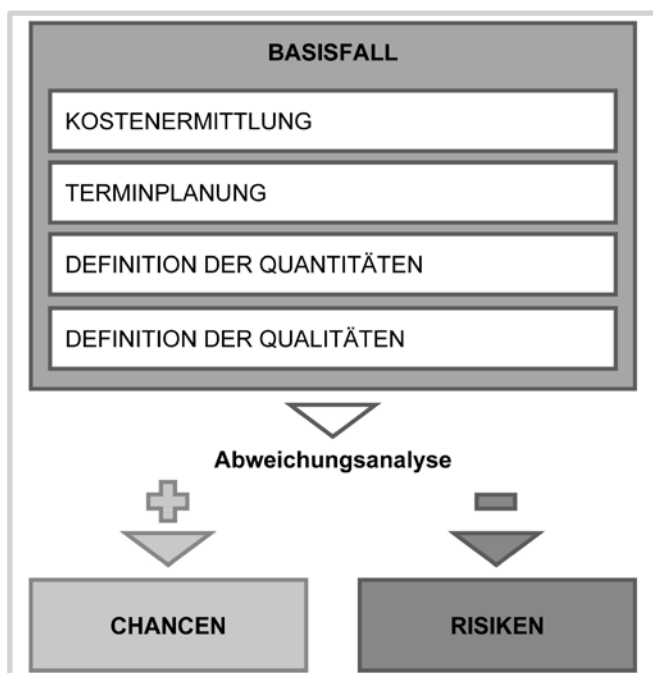 BASISFALL
KOSTENERMITTLUNG
TERMINPLANUNG
DEFINITION DER QUANTITÄTEN
DEFINITION DER QUALITÄTEN
Abweichungsanalyse
CHANCEN
RISIKEN